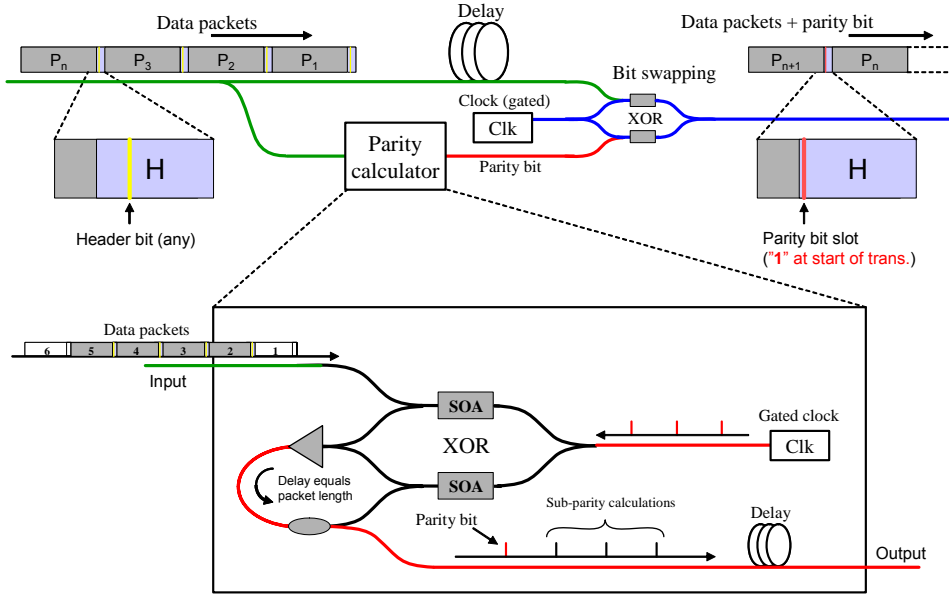 Data packets
Delay
Data packets + parity bit
Pn P3 P2 P1
Pn+1 Pn
Bit swapping
Clock (gated)
Clk
XOR
Parity
calculator
Parity bit
H
H
Header bit (any)
Parity bit slot
("1" at start of trans.)
Data packets
6 5 4 3 2 1
Input
SOA
Gated clock
XOR
Clk
Delay equals
packet length
SOA
Sub-parity calculations
Parity bit
Delay
Output